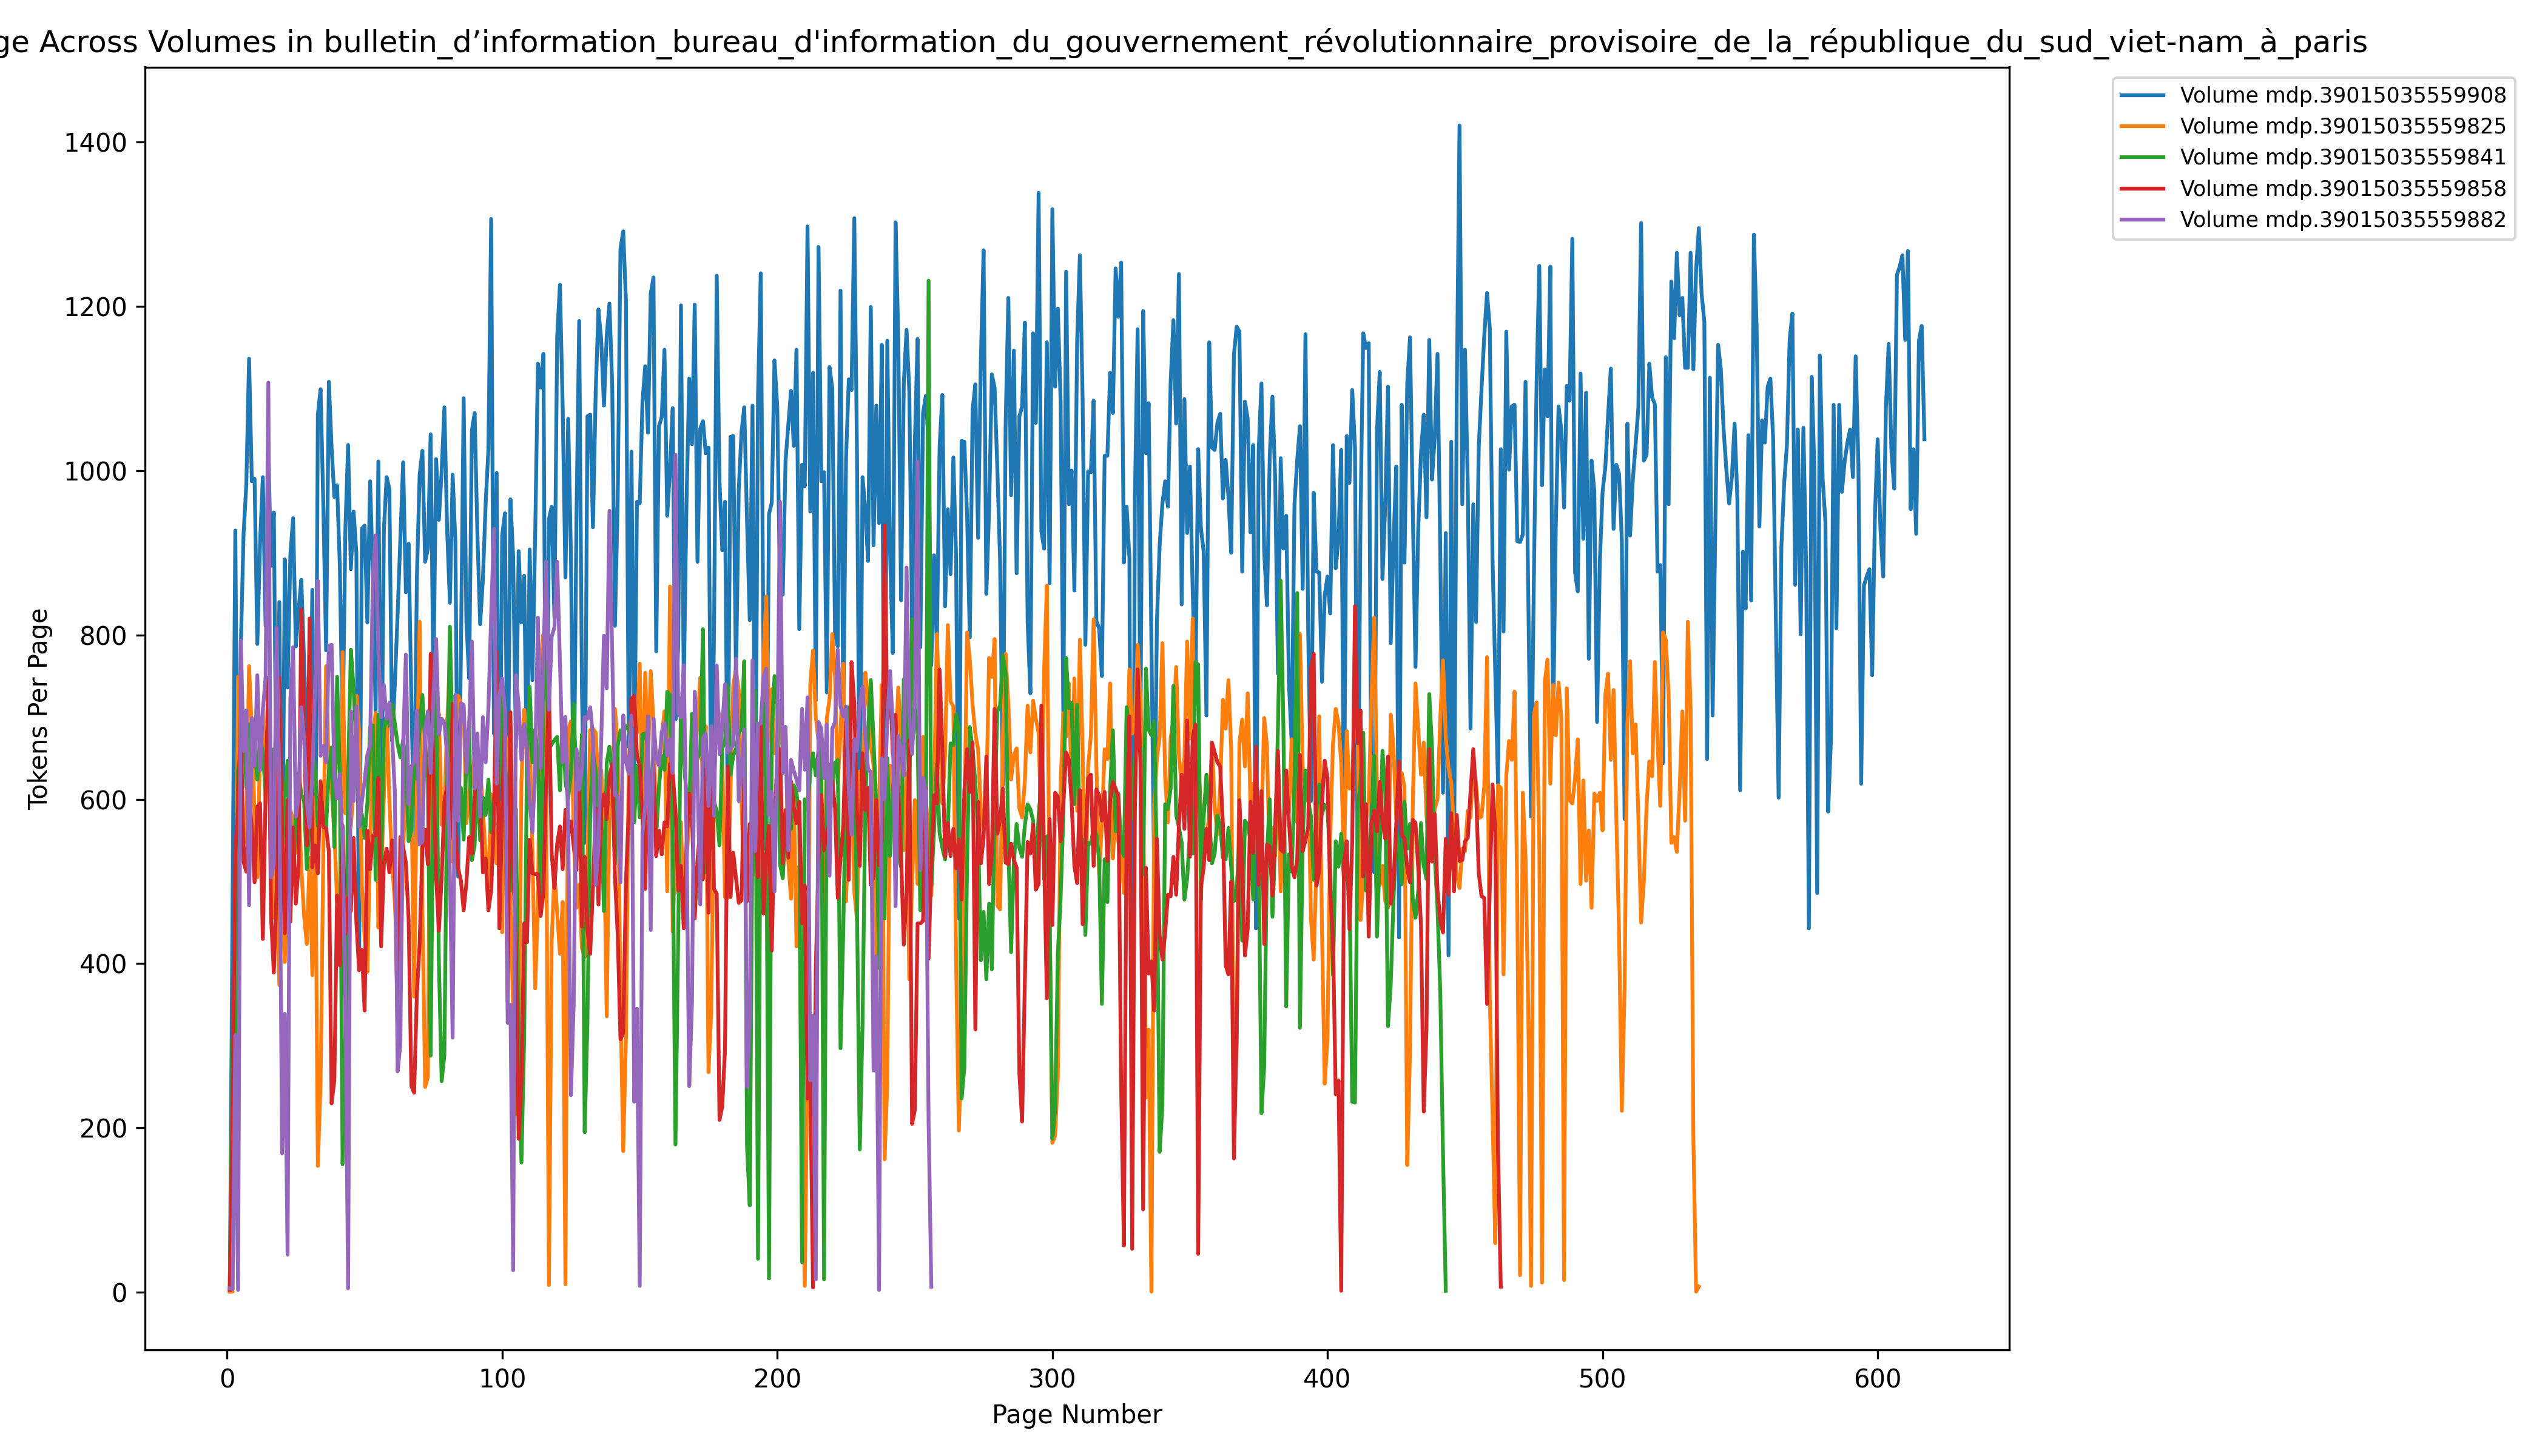 ge Across Volumes in bulletin_d’information_bureau_d'information_du_gouvernement_révolutionnaire_provisoire_de_la_république_du_sud_viet-nam_à_paris
Volume mdp.39015035559908
Volume mdp.39015035559825
Volume mdp.39015035559841
Volume mdp.39015035559858
Volume mdp.39015035559882
Tokens Per Page
1400
1200
1000
800
600
400
200
0
0 100 200 300 400 500 600
Page Number